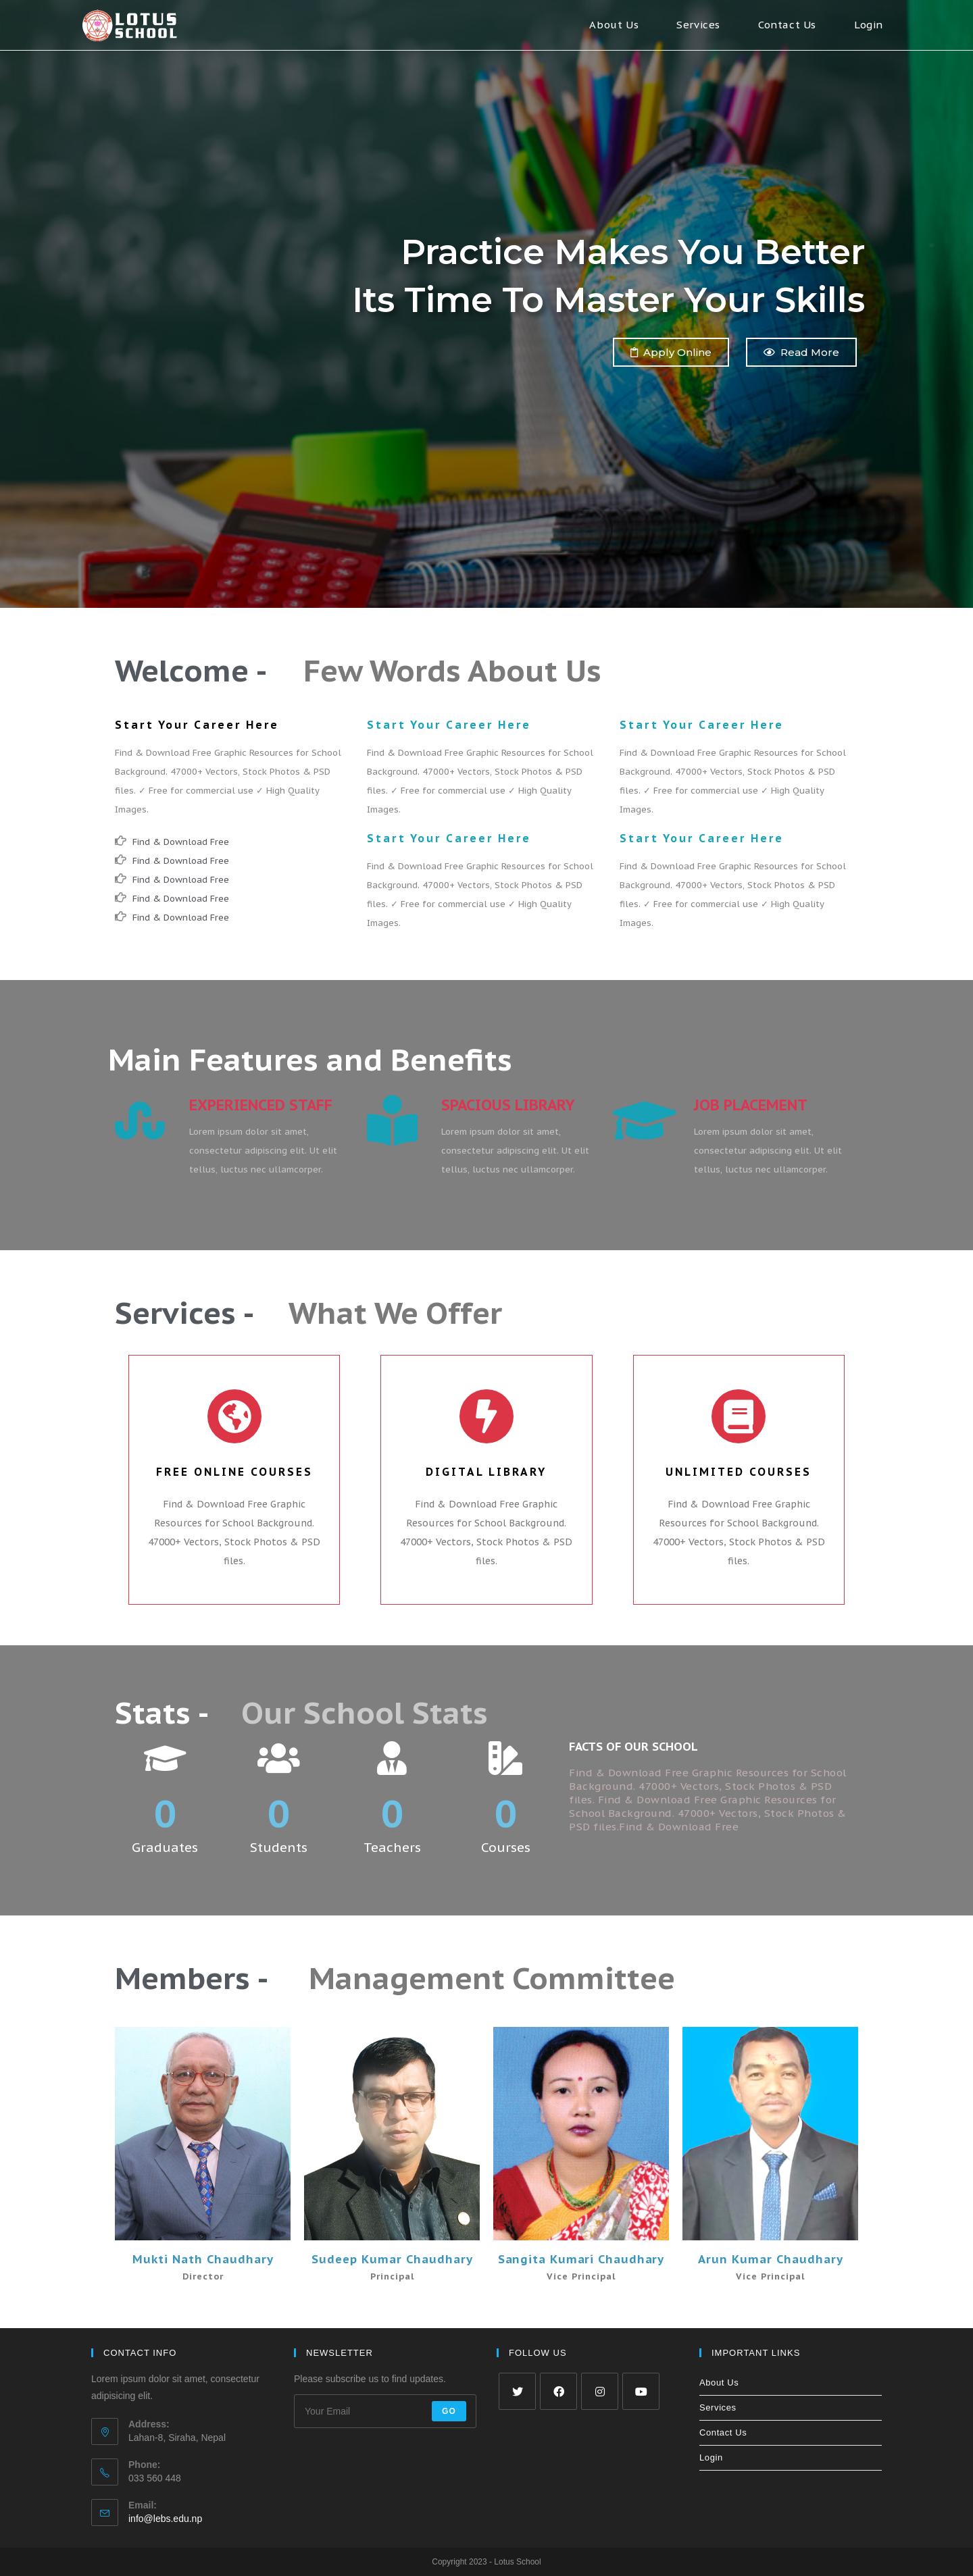 LOTUS
SCHOOL
About Us
Services
Contact Us
Login
Practice Makes You Better
Its Time To Master Your Skills
Apply Online
Read More
Welcome - Few Words About Us
Start Your Career Here
Find & Download Free Graphic Resources for School
Background. 47000+ Vectors, Stock Photos & PSD
files. ✓ Free for commercial use ✓ High Quality
Images.
Find & Download Free
Find & Download Free
Find & Download Free
Find & Download Free
Find & Download Free
Start Your Career Here
Find & Download Free Graphic Resources for School
Background. 47000+ Vectors, Stock Photos & PSD
files. ✓ Free for commercial use ✓ High Quality
Images.
Start Your Career Here
Find & Download Free Graphic Resources for School
Background. 47000+ Vectors, Stock Photos & PSD
files. ✓ Free for commercial use ✓ High Quality
Images.
Start Your Career Here
Find & Download Free Graphic Resources for School
Background. 47000+ Vectors, Stock Photos & PSD
files. ✓ Free for commercial use ✓ High Quality
Images.
Start Your Career Here
Find & Download Free Graphic Resources for School
Background. 47000+ Vectors, Stock Photos & PSD
files. ✓ Free for commercial use ✓ High Quality
Images.
Main Features and Benefits
EXPERIENCED STAFF
Lorem ipsum dolor sit amet,
consectetur adipiscing elit. Ut elit
tellus, luctus nec ullamcorper.
SPACIOUS LIBRARY
Lorem ipsum dolor sit amet,
consectetur adipiscing elit. Ut elit
tellus, luctus nec ullamcorper.
JOB PLACEMENT
Lorem ipsum dolor sit amet,
consectetur adipiscing elit. Ut elit
tellus, luctus nec ullamcorper.
Services - What We Offer
FREE ONLINE COURSES
Find & Download Free Graphic
Resources for School Background.
47000+ Vectors, Stock Photos & PSD
files.
DIGITAL LIBRARY
Find & Download Free Graphic
Resources for School Background.
47000+ Vectors, Stock Photos & PSD
files.
UNLIMITED COURSES
Find & Download Free Graphic
Resources for School Background.
47000+ Vectors, Stock Photos & PSD
files.
Stats - Our School Stats
0
Graduates
0
Students
0
Teachers
0
Courses
FACTS OF OUR SCHOOL
Find & Download Free Graphic Resources for School
Background. 47000+ Vectors, Stock Photos & PSD
files. Find & Download Free Graphic Resources for
School Background. 47000+ Vectors, Stock Photos &
PSD files.Find & Download Free
Members - Management Committee
Mukti Nath Chaudhary
Director
Sudeep Kumar Chaudhary
Principal
Sangita Kumari Chaudhary
Vice Principal
Arun Kumar Chaudhary
Vice Principal
CONTACT INFO
Lorem ipsum dolor sit amet, consectetur
adipisicing elit.
Address:
Lahan-8, Siraha, Nepal
Phone:
033 560 448
Email:
info@lebs.edu.np
NEWSLETTER
Please subscribe us to find updates.
Your Email
GO
FOLLOW US
IMPORTANT LINKS
About Us
Services
Contact Us
Login
Copyright 2023 - Lotus School